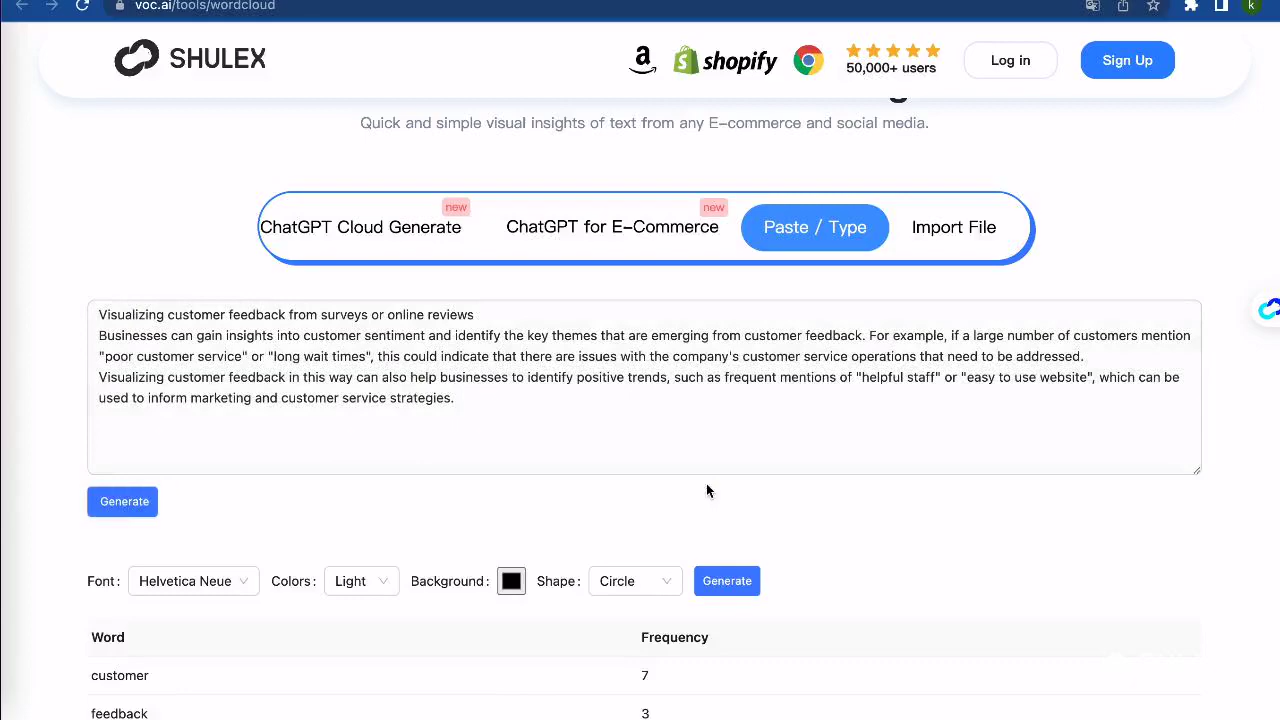 voc.ai/tools/wordcloud
k
SHULEX
a
shopify
50,000+ users
Log in
Sign Up
Quick and simple visual insights of text from any E-commerce and social media.
new
new
ChatGPT Cloud Generate
ChatGPT for E-Commerce
Paste / Type
Import File
Visualizing customer feedback from surveys or online reviews
Businesses can gain insights into customer sentiment and identify the key themes that are emerging from customer feedback. For example, if a large number of customers mention
"poor customer service" or "long wait times", this could indicate that there are issues with the company's customer service operations that need to be addressed.
Visualizing customer feedback in this way can also help businesses to identify positive trends, such as frequent mentions of "helpful staff" or "easy to use website", which can be
used to inform marketing and customer service strategies.
Generate
Font: Helvetica Neue Colors: Light Background: Shape: Circle Generate
Word Frequency
customer 7
feedback 3